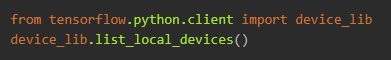 from tensorflow.python.client import device_lib
device_lib.list_local_devices()